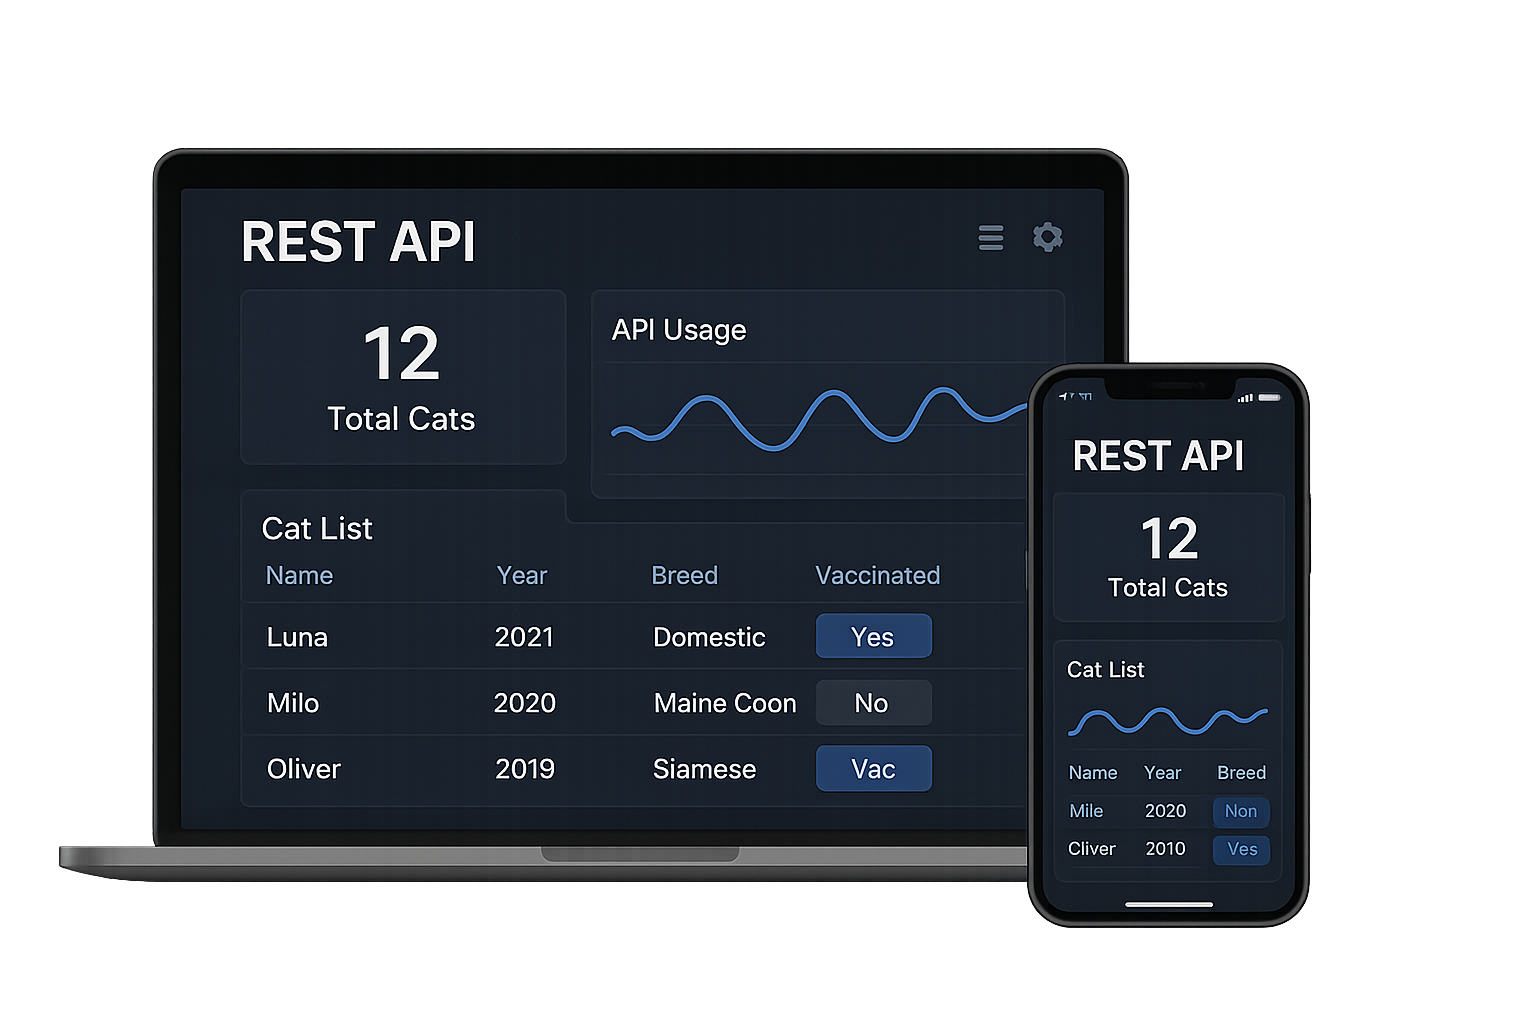 REST API
12
Total Cats
API Usage
Cat List
Name Year Breed Vaccinated
Luna 2021 Domestic Yes
Milo 2020 Maine Coon No
Oliver 2019 Siamese Vac
REST API
12
Total Cats
Cat List
Name Year Breed
Mile 2020 Non
Cliver 2010 Ves